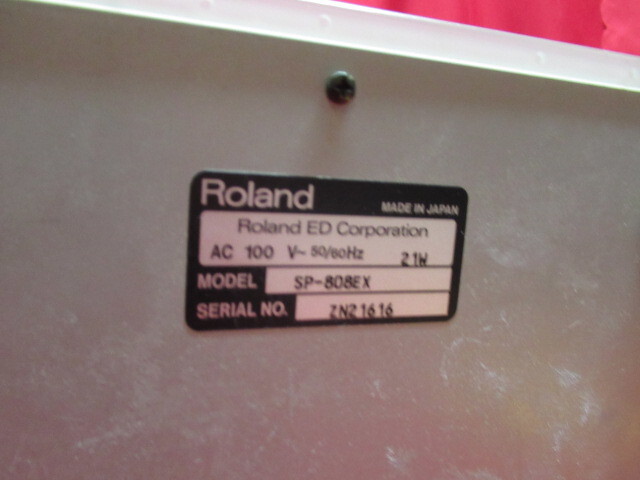 Roland
MADE IN JAPAN
Roland ED Corporation
AC 100 V~ 50/60Hz 21W
MODEL SP-808EX
SERIAL NO. ZN21616